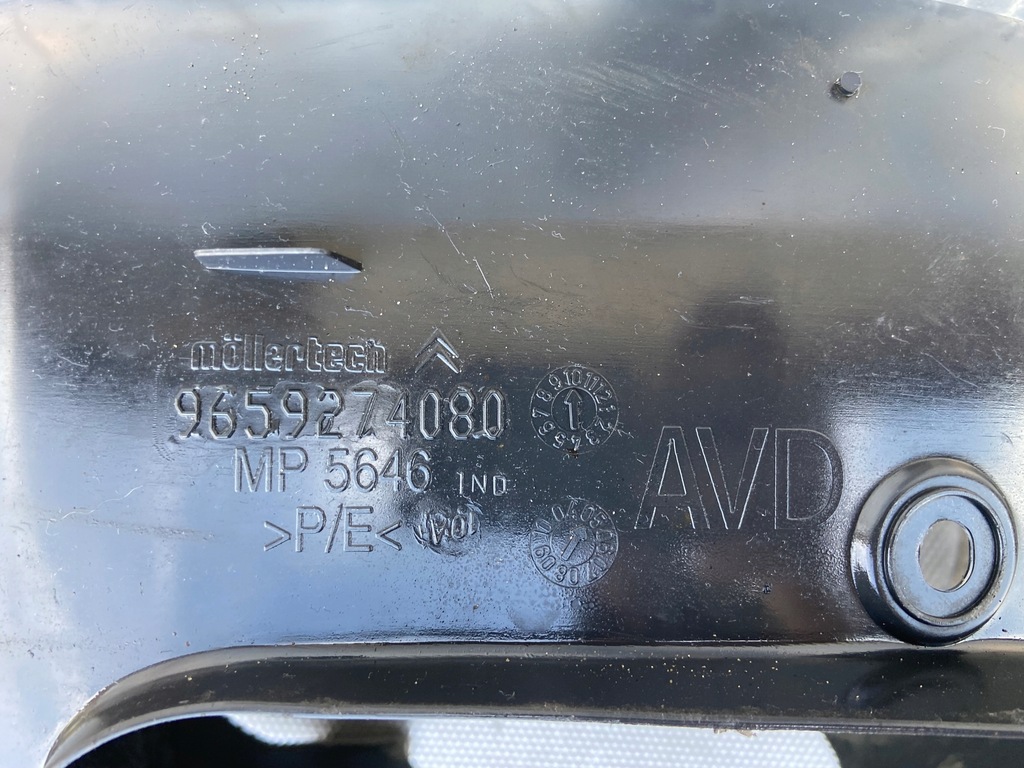 möllertech
9659274080
MP 5646 IND
>P/E<
AVD